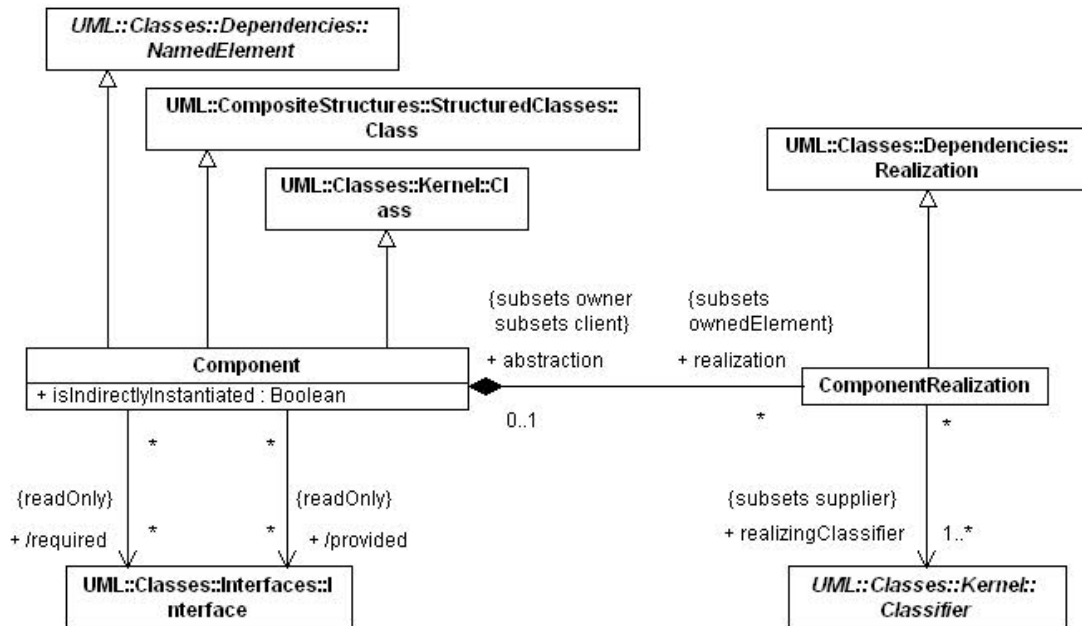 UML::Classes::Dependencies::
NamedElement
UML::CompositeStructures::StructuredClasses::
Class
UML::Classes::Dependencies::
Realization
UML::Classes::Kernel::Cl
ass
{subsets owner
subsets client}
{subsets
ownedElement}
+ abstraction
+ realization
Component
+ isIndirectlyInstantiated : Boolean
ComponentRealization
0..1
*
*
*
*
{readOnly}
{readOnly}
{subsets supplier}
*
*
+ /required
+ /provided
+ realizingClassifier
1..*
UML::Classes::Interfaces::I
nterface
UML::Classes::Kernel::
Classifier